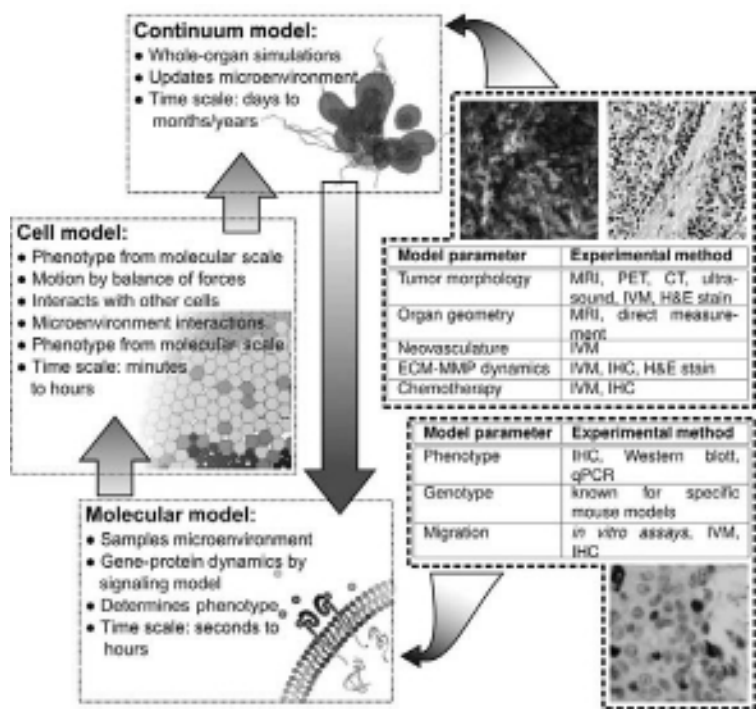 Continuum model:
● Whole-organ simulations
● Updates microenvironment
● Time scale: days to
months/years
Cell model:
● Phenotype from molecular scale
● Motion by balance of forces
● Interacts with other cells
● Microenvironment interactions
● Phenotype from molecular scale
● Time scale: minutes
to hours
Molecular model:
● Samples microenvironment
● Gene-protein dynamics by
signaling model
● Determines phenotype
● Time scale: seconds to
hours
Model parameter Experimental method
Tumor morphology MRI, PET, CT, ultra-
sound, IVM, H&E stain
Organ geometry MRI, direct measure-
ment
Neovasculature IVM
ECM-MMP dynamics IVM, IHC, H&E stain
Chemotherapy IVM, IHC
Model parameter Experimental method
Phenotype IHC, Western blott,
qPCR
Genotype known for specific
mouse models
Migration in vitro assays, IVM,
IHC